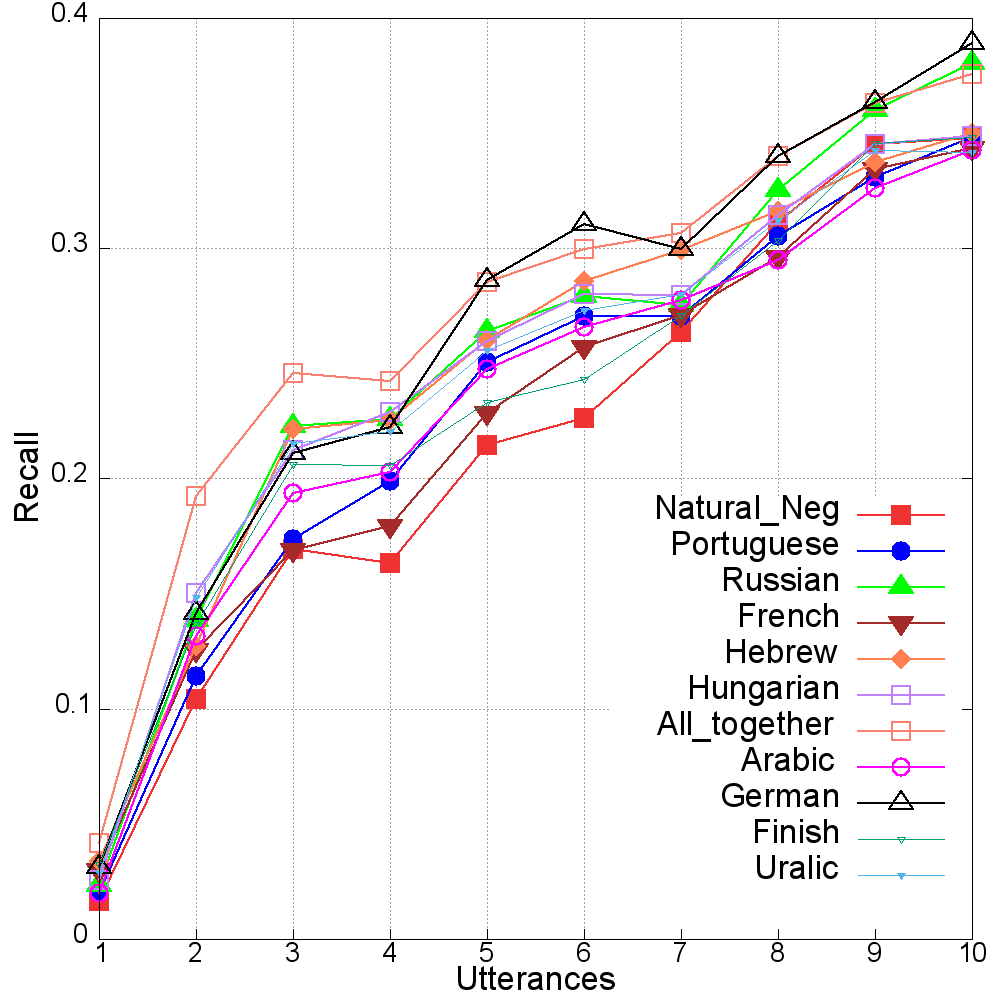 0.4
0.3
0.2
0.1
0
Recall
Natural_Neg
Portuguese
Russian
French
Hebrew
Hungarian
All_together
Arabic
German
Finish
Uralic
1 2 3 4 5 6 7 8 9 10
Utterances